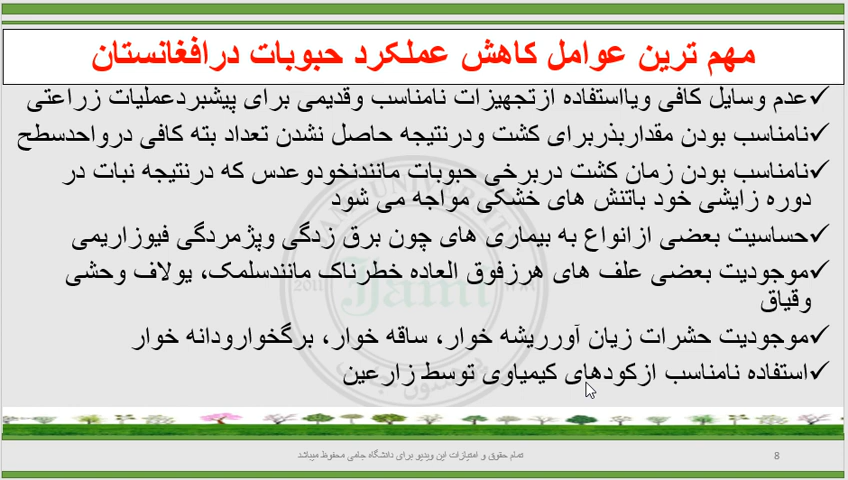 مهم ترین عوامل کاهش عملکرد حبوبات درافغانستان
✓عدم وسایل کافی ویااستفاده ازتجهیزات نامناسب وقدیمی برای پیشبردعملیات زراعتی
✓نامناسب بودن مقداربذربرای کشت ودرنتیجه حاصل نشدن تعداد بته کافی درواحدسطح
✓نامناسب بودن زمان کشت دربرخی حبوبات مانندنخودوعدس که درنتیجه نبات در
دوره زایشی خود باتنش های خشکی مواجه می شود
✓حساسیت بعضی ازانواع به بیماری های چون برق زدگی وپژمردگی فیوزاریمی
✓موجودیت بعضی علف های هرزفوق العاده خطرناک مانندسلمک، یولاف وحشی
وقیاق
✓موجودیت حشرات زیان آورریشه خوار، ساقه خوار، برگخوارودانه خوار
✓استفاده نامناسب ازکودهای کیمیاوی توسط زارعین
Jami
UNIVERSITY
2011
تمام حقوق و امتیازات این ویدیو برای دانشگاه جامی محفوظ میباشد
8